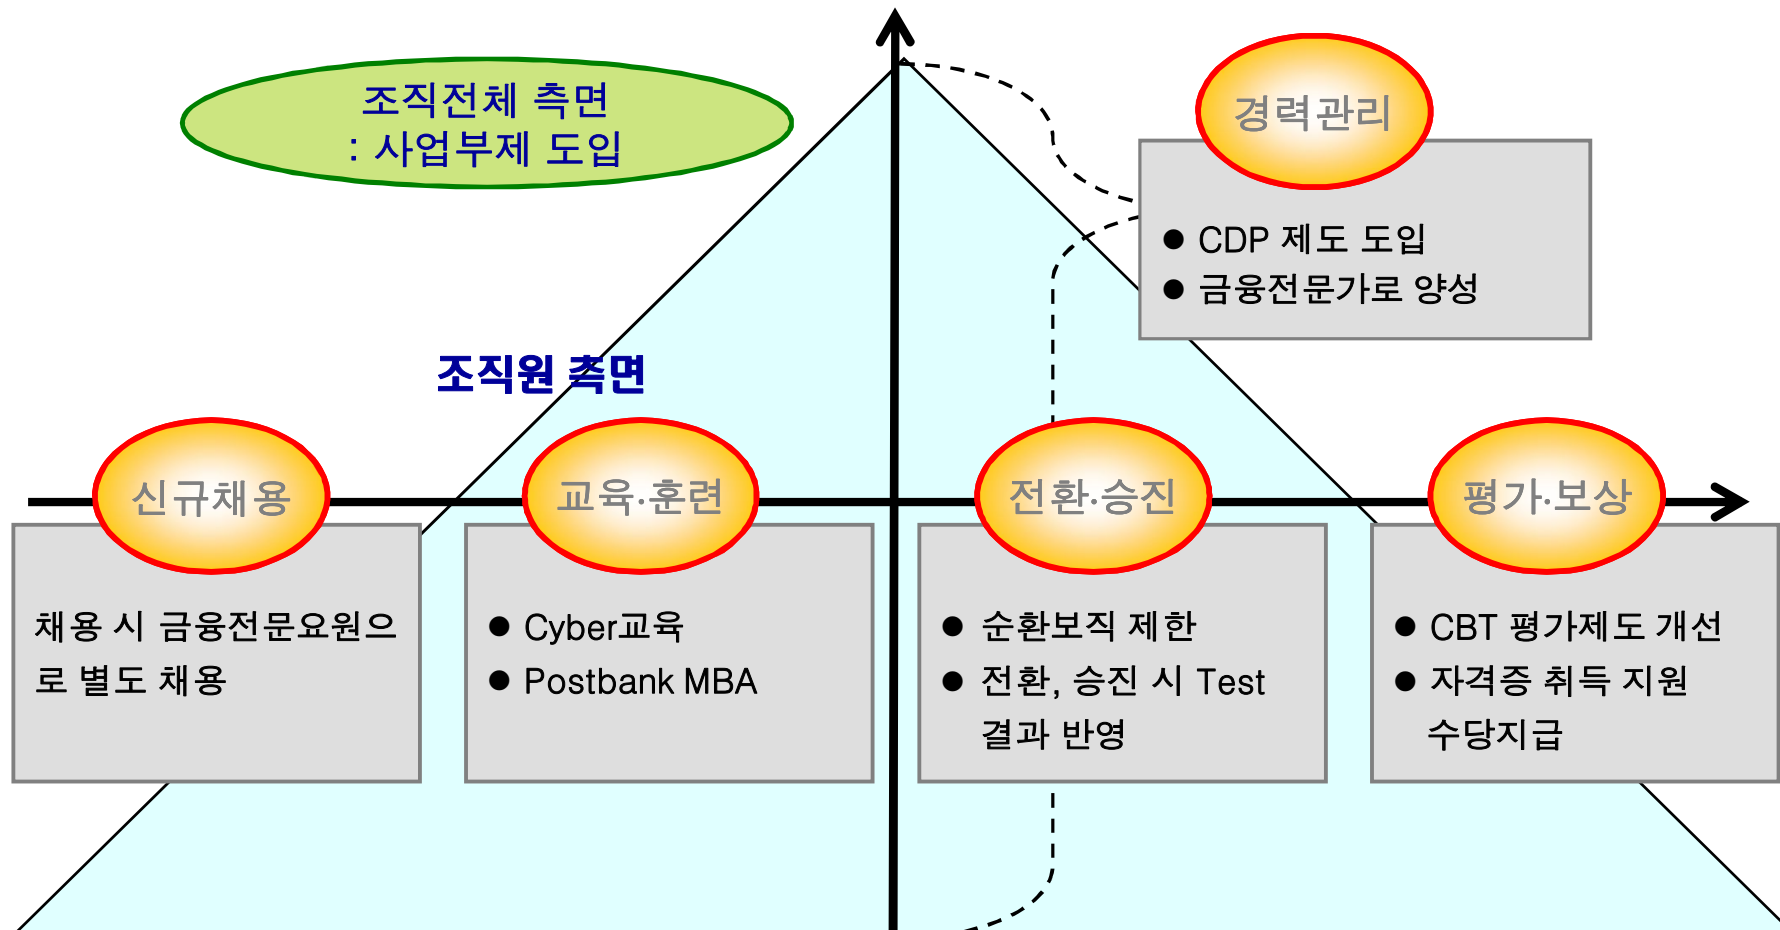 조직전체 측면
: 사업부제 도입
경력관리
● CDP 제도 도입
● 금융전문가로 양성
조직원 측면
신규채용
채용 시 금융전문요원으
로 별도 채용
교육·훈련
● Cyber교육
● Postbank MBA
전환·승진
● 순환보직 제한
● 전환, 승진 시 Test
결과 반영
평가·보상
● CBT 평가제도 개선
● 자격증 취득 지원
수당지급